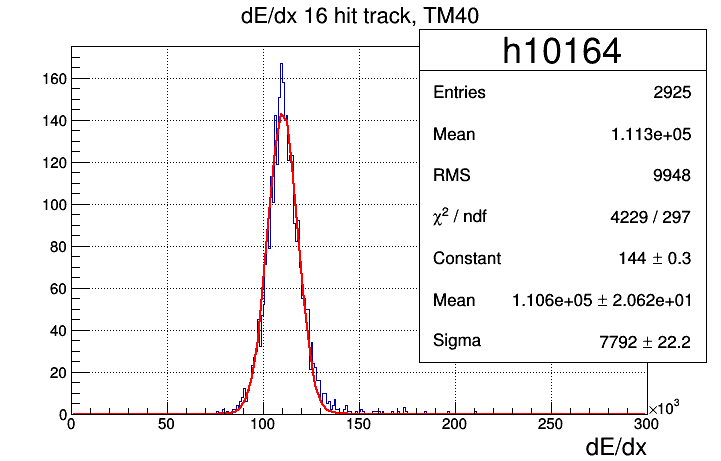 dE/dx 16 hit track, TM40
h10164
Entries 2925
Mean 1.113e+05
RMS 9948
χ² / ndf 4229 / 297
Constant 144 ± 0.3
Mean 1.106e+05 ± 2.062e+01
Sigma 7792 ± 22.2
160
140
120
100
80
60
40
20
0
0 50 100 150 200 250 300
×10³
dE/dx